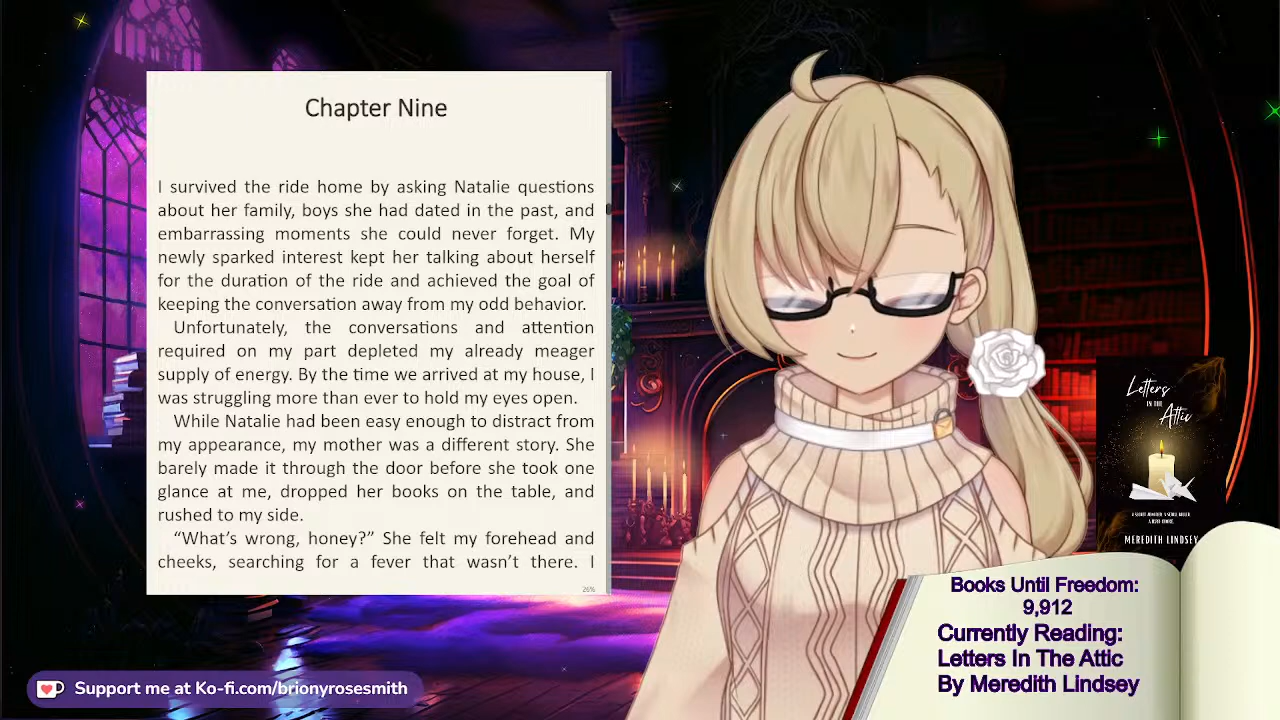 Chapter Nine
I survived the ride home by asking Natalie questions
about her family, boys she had dated in the past, and
embarrassing moments she could never forget. My
newly sparked interest kept her talking about herself
for the duration of the ride and achieved the goal of
keeping the conversation away from my odd behavior.
Unfortunately, the conversations and attention
required on my part depleted my already meager
supply of energy. By the time we arrived at my house, I
was struggling more than ever to hold my eyes open.
While Natalie had been easy enough to distract from
my appearance, my mother was a different story. She
barely made it through the door before she took one
glance at me, dropped her books on the table, and
rushed to my side.
“What’s wrong, honey?” She felt my forehead and
cheeks, searching for a fever that wasn’t there. I
26%
Letters
IN THE
Attic
MEREDITH LINDSEY
Books Until Freedom:
9,912
Currently Reading:
Letters In The Attic
By Meredith Lindsey
Support me at Ko-fi.com/brionyrosesmith